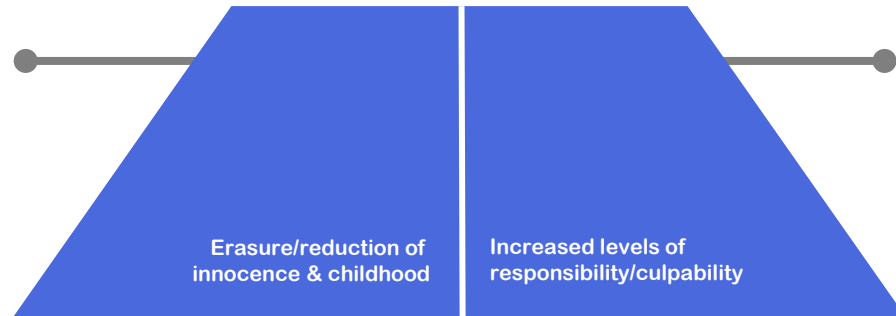 Erasure/reduction of
innocence & childhood
Increased levels of
responsibility/culpability